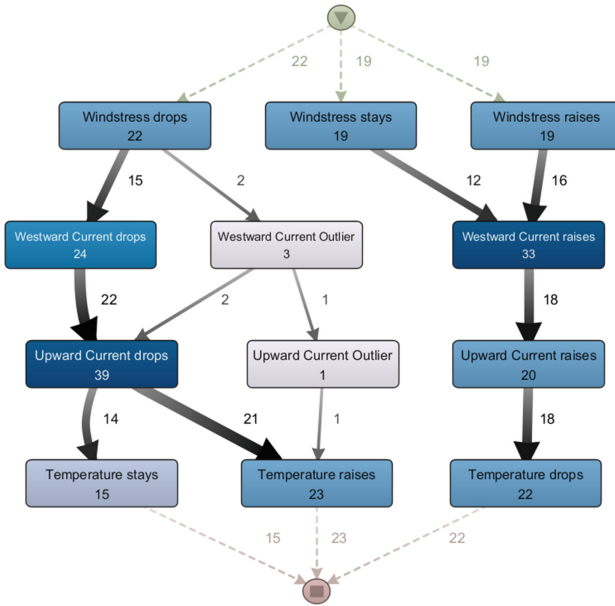 22
19
19
Windstress drops
22
Windstress stays
19
Windstress raises
19
15
2
12
16
Westward Current drops
24
Westward Current Outlier
3
Westward Current raises
33
22
2
1
18
Upward Current drops
39
Upward Current Outlier
1
Upward Current raises
20
14
21
1
18
Temperature stays
15
Temperature raises
23
Temperature drops
22
15
23
22